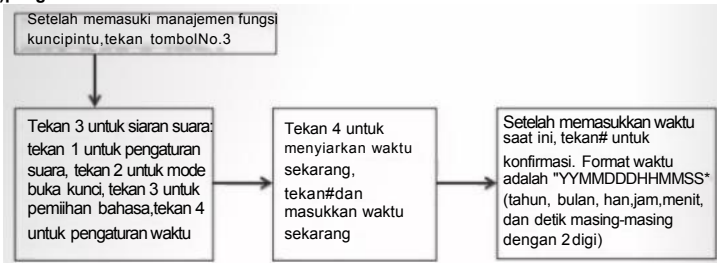 Setelah memasuki manajemen fungsi
kuncipintu,tekan tombolNo.3
Tekan 3 untuk siaran suara:
tekan 1 untuk pengaturan
suara, tekan 2 untuk mode
buka kunci, tekan 3 untuk
pemiihan bahasa,tekan 4
untuk pengaturan waktu
Tekan 4 untuk
menyiarkan waktu
sekarang,
tekan#dan
masukkan waktu
sekarang
Setelah memasukkan waktu
saat ini, tekan# untuk
konfirmasi. Format waktu
adalah "YYMMDDDHHMMSS*
(tahun, bulan, han,jam,menit,
dan detik masing-masing
dengan 2digi)